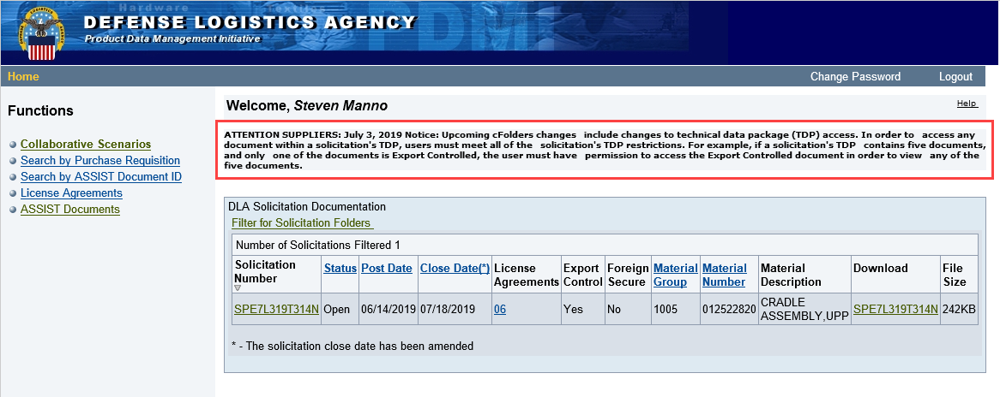 Hardware
Textiles
PDMI
DEFENSE LOGISTICS AGENCY
Product Data Management Initiative
Home
Change Password
Logout
Functions
Collaborative Scenarios
Search by Purchase Requisition
Search by ASSIST Document ID
License Agreements
ASSIST Documents
Welcome, Steven Manno
Help
ATTENTION SUPPLIERS: July 3, 2019 Notice: Upcoming cFolders changes include changes to technical data package (TDP) access. In order to access any
document within a solicitation's TDP, users must meet all of the solicitation's TDP restrictions. For example, if a solicitation's TDP contains five documents,
and only one of the documents is Export Controlled, the user must have permission to access the Export Controlled document in order to view any of the
five documents.
DLA Solicitation Documentation
Filter for Solicitation Folders
Number of Solicitations Filtered 1
Solicitation Number Status Post Date Close Date(*) License Agreements Export Control Foreign Secure Material Group Material Number Material Description Download File Size
SPE7L319T314N Open 06/14/2019 07/18/2019 06 Yes No 1005 012522820 CRADLE ASSEMBLY,UPP SPE7L319T314N 242KB
* - The solicitation close date has been amended